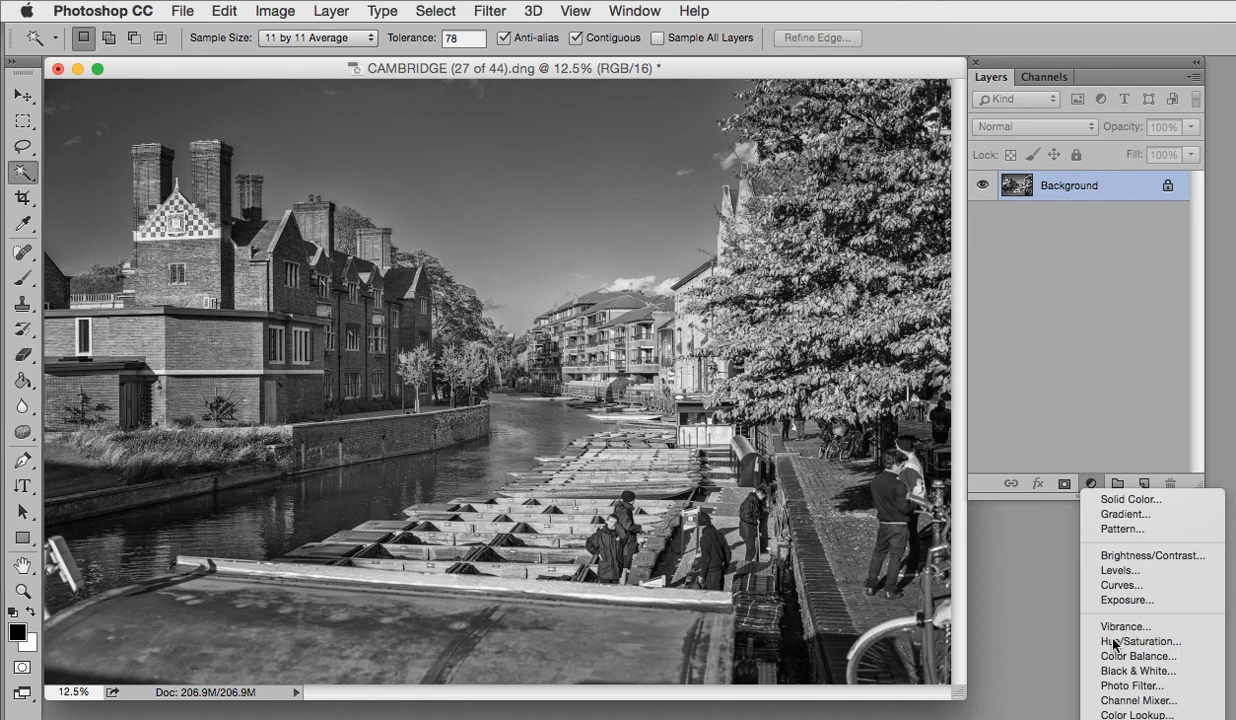 Photoshop CC File Edit Image Layer Type Select Filter 3D View Window Help
Sample Size: 11 by 11 Average Tolerance: 78 Anti-alias Contiguous Sample All Layers Refine Edge...
CAMBRIDGE (27 of 44).dng @ 12.5% (RGB/16) *
Layers Channels
Kind
Normal Opacity: 100%
Lock: Fill: 100%
Background
fx
Solid Color...
Gradient...
Pattern...
Brightness/Contrast...
Levels...
Curves...
Exposure...
Vibrance...
Hue/Saturation...
Color Balance...
Black & White...
Photo Filter...
Channel Mixer...
Color Lookup...
12.5% Doc: 206.9M/206.9M